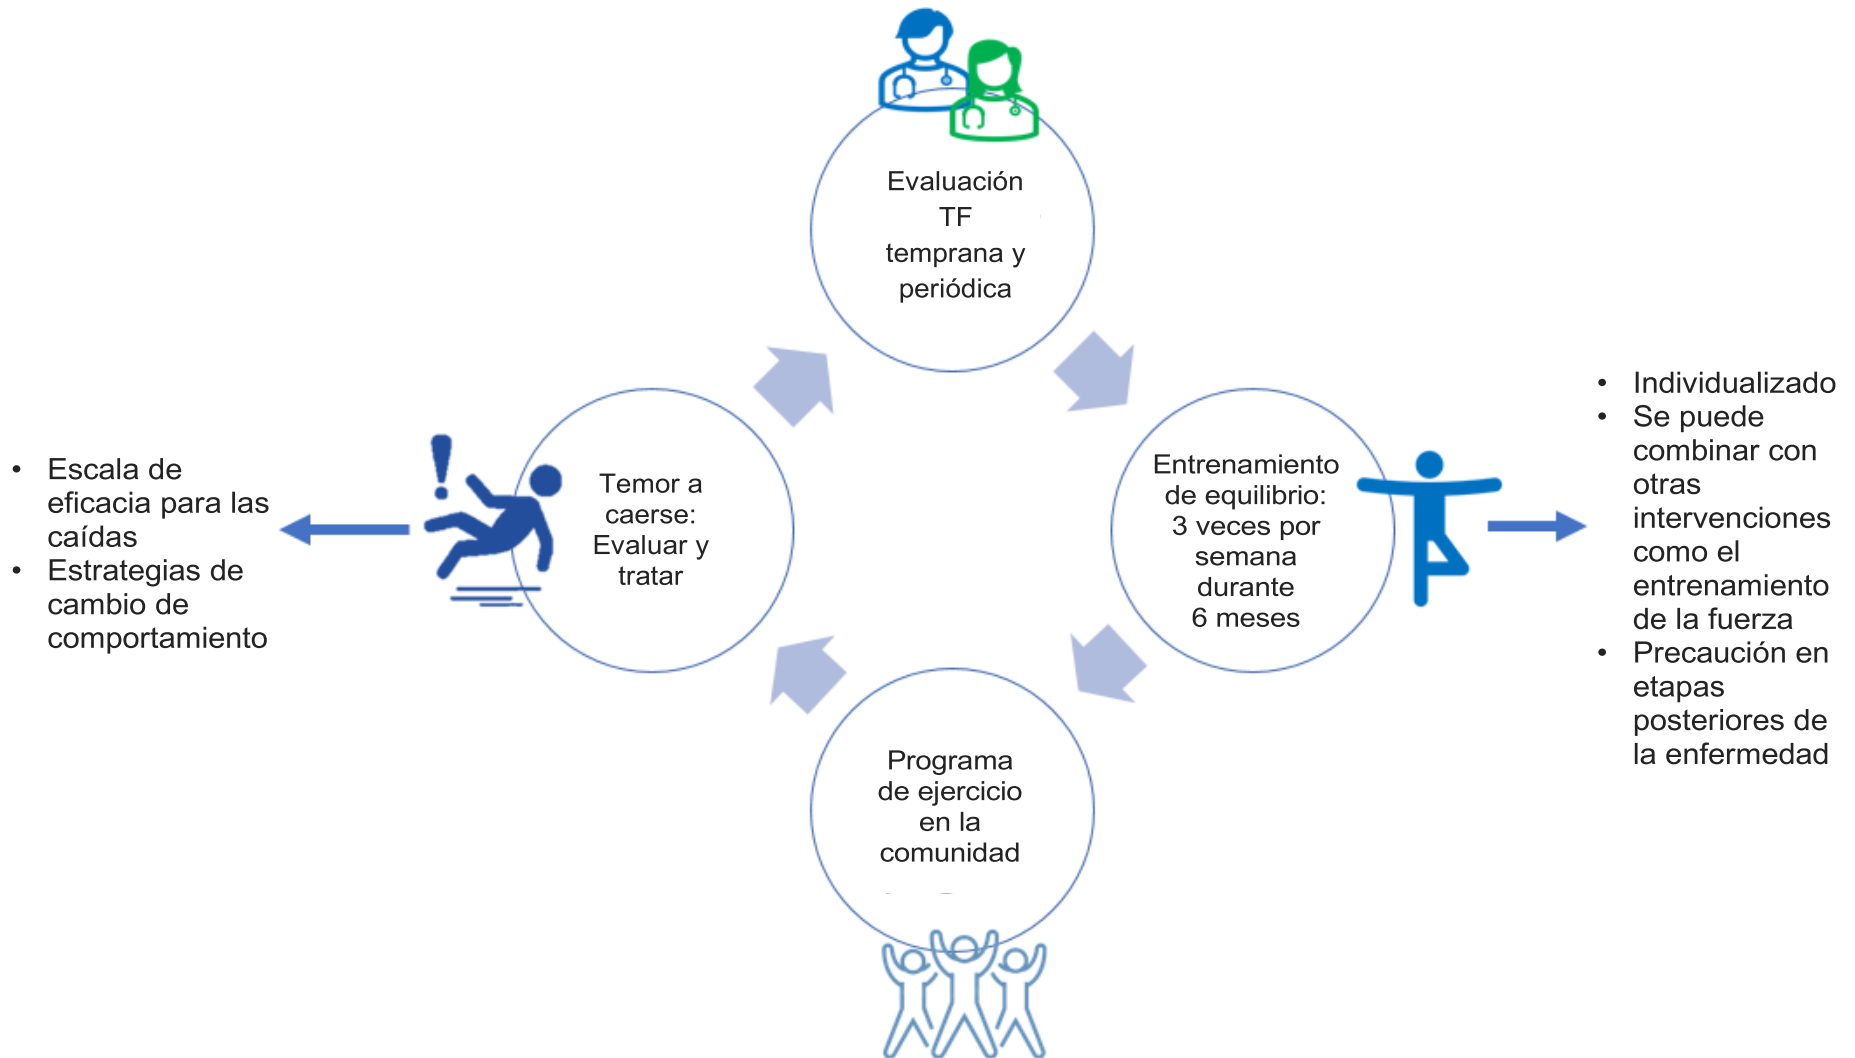 Evaluación
TF
temprana y
periódica
Entrenamiento
de equilibrio:
3 veces por
semana
durante
6 meses
• Individualizado
• Se puede
combinar con
otras
intervenciones
como el
entrenamiento
de la fuerza
• Precaución en
etapas
posteriores de
la enfermedad
Programa
de ejercicio
en la
comunidad
Temor a
caerse:
Evaluar y
tratar
• Escala de
eficacia para las
caídas
• Estrategias de
cambio de
comportamiento